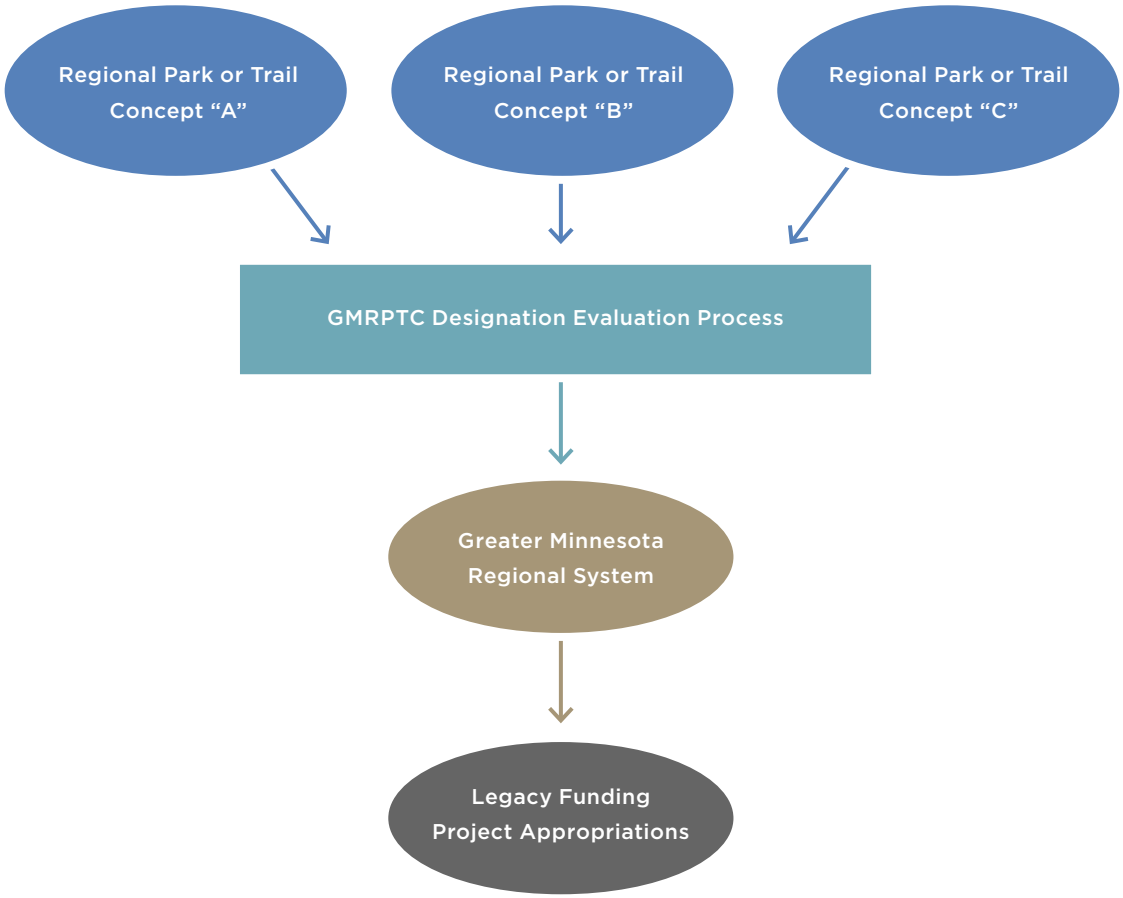 Regional Park or Trail
Concept “A”
Regional Park or Trail
Concept “B”
Regional Park or Trail
Concept “C”
GMRPTC Designation Evaluation Process
Greater Minnesota
Regional System
Legacy Funding
Project Appropriations